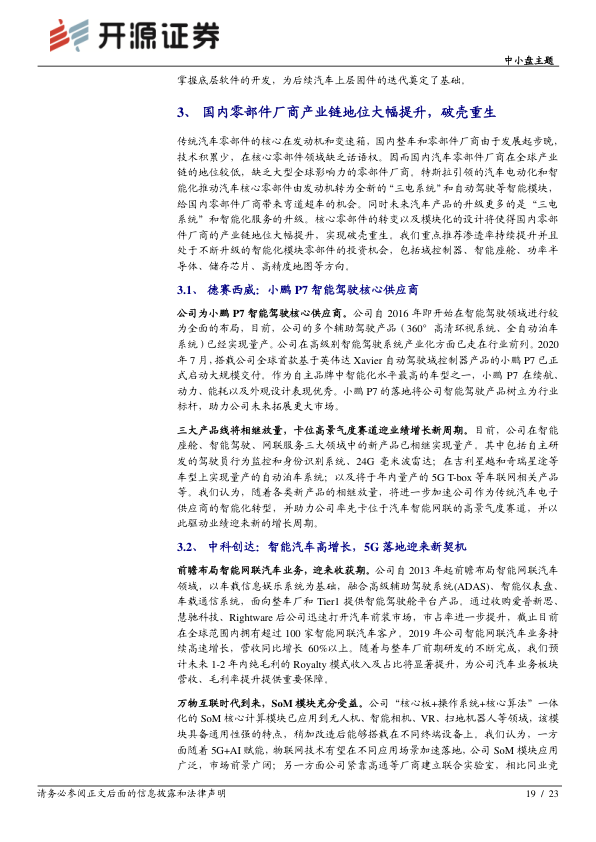 开源证券
中小盘主题
掌握底层软件的开发，为后续汽车上层固件的迭代奠定了基础。
3、 国内零部件厂商产业链地位大幅提升，破壳重生
传统汽车零部件的核心在发动机和变速箱，国内整车和零部件厂商由于发展起步晚，
技术积累少，在核心零部件领域缺乏话语权。因而国内汽车零部件厂商在全球产业
链的地位较低，缺乏大型全球影响力的零部件厂商。特斯拉引领的汽车电动化和智
能化推动汽车核心零部件由发动机转为全新的“三电系统”和自动驾驶等智能模块，
给国内零部件厂商带来弯道超车的机会。同时未来汽车产品的升级更多的是“三电
系统”和智能化服务的升级。核心零部件的转变以及模块化的设计将使得国内零部
件厂商的产业链地位大幅提升，实现破壳重生。我们重点推荐渗透率持续提升并且
处于不断升级的智能化模块零部件的投资机会，包括域控制器、智能座舱、功率半
导体、储存芯片、高精度地图等方向。
3.1、 德赛西威：小鹏 P7 智能驾驶核心供应商
公司为小鹏 P7 智能驾驶核心供应商。公司自 2016 年即开始在智能驾驶领域进行较
为全面的布局，目前，公司的多个辅助驾驶产品（360°高清环视系统、全自动泊车
系统）已经实现量产。公司在高级别智能驾驶系统产业化方面已走在行业前列。2020
年 7 月，搭载公司全球首款基于英伟达 Xavier 自动驾驶域控制器产品的小鹏 P7 已正
式启动大规模交付。作为自主品牌中智能化水平最高的车型之一，小鹏 P7 在续航、
动力、能耗以及外观设计表现优秀。小鹏 P7 的落地将公司智能驾驶产品树立为行业
标杆，助力公司未来拓展更大市场。
三大产品线将相继放量，卡位高景气度赛道迎业绩增长新周期。目前，公司在智能
座舱、智能驾驶、网联服务三大领域中的新产品已相继实现量产。其中包括自主研
发的驾驶员行为监控和身份识别系统、24G 毫米波雷达；在吉利星越和奇瑞星途等
车型上实现量产的自动泊车系统；以及将于年内量产的 5G T-box 等车联网相关产品
等。我们认为，随着各类新产品的相继放量，将进一步加速公司作为传统汽车电子
供应商的智能化转型，并助力公司率先卡位于汽车智能网联的高景气度赛道，并以
此驱动业绩迎来新的增长周期。
3.2、 中科创达：智能汽车高增长，5G 落地迎来新契机
前瞻布局智能网联汽车业务，迎来收获期。公司自 2013 年起前瞻布局智能网联汽车
领域，以车载信息娱乐系统为基础，融合高级辅助驾驶系统(ADAS)、智能仪表盘、
车载通信系统，面向整车厂和 Tier1 提供智能驾驶舱平台产品。通过收购爱普新思、
慧驰科技、Rightware 后公司迅速打开汽车前装市场，市占率进一步提升，截止目前
在全球范围内拥有超过 100 家智能网联汽车客户。2019 年公司智能网联汽车业务持
续高速增长，营收同比增长 60%以上。随着与整车厂前期研发的不断完成，我们预
计未来 1-2 年内纯毛利的 Royalty 模式收入及占比将显著提升，为公司汽车业务板块
营收、毛利率提升提供重要保障。
万物互联时代到来，SoM 模块充分受益。公司“核心板+操作系统+核心算法”一体
化的 SoM 核心计算模块已应用到无人机、智能相机、VR、扫地机器人等领域，该模
块具备通用性强的特点，稍加改造后能够搭载在不同终端设备上。我们认为，一方
面随着 5G+AI 赋能，物联网技术有望在不同应用场景加速落地，公司 SoM 模块应用
广泛，市场前景广阔；另一方面公司紧靠高通等厂商建立联合实验室，相比同业竞
请务必参阅正文后面的信息披露和法律声明
19 / 23